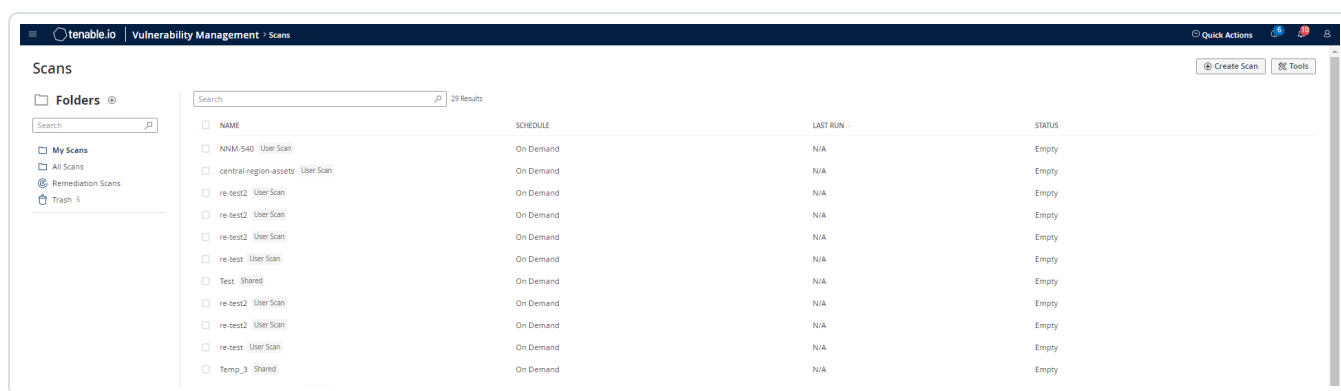 tenable.io Vulnerability Management > Scans Quick Actions 6 10
Scans Create Scan Tools
Folders
Search
My Scans
All Scans
Remediation Scans
Trash 6
Search 29 Results
NAME SCHEDULE LAST RUN STATUS
NNM-540 User Scan On Demand N/A Empty
central-region-assets User Scan On Demand N/A Empty
re-test2 User Scan On Demand N/A Empty
re-test2 User Scan On Demand N/A Empty
re-test2 User Scan On Demand N/A Empty
re-test User Scan On Demand N/A Empty
Test Shared On Demand N/A Empty
re-test2 User Scan On Demand N/A Empty
re-test2 User Scan On Demand N/A Empty
re-test User Scan On Demand N/A Empty
Temp_3 Shared On Demand N/A Empty